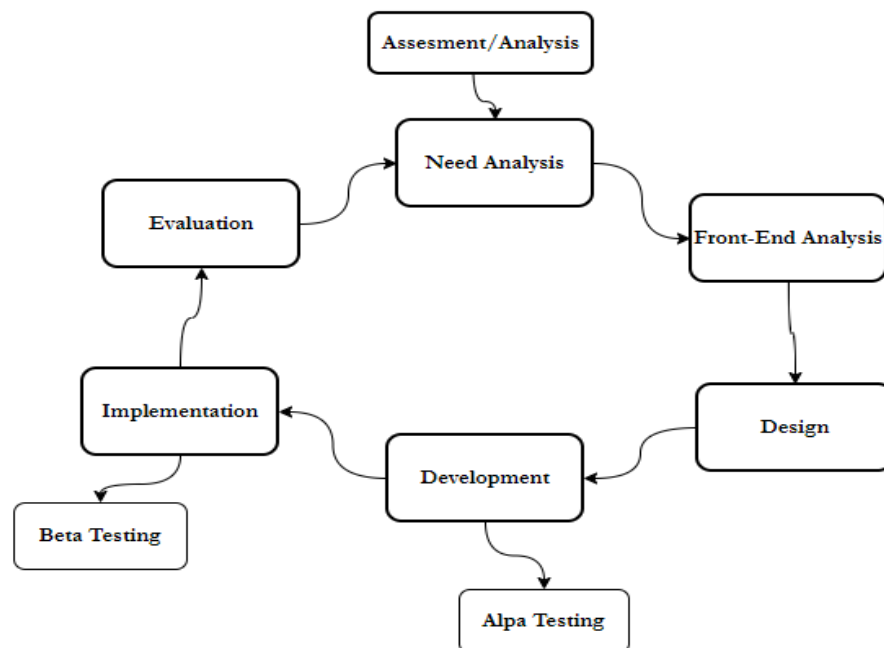 Assesment/Analysis
Need Analysis
Evaluation
Front-End Analysis
Implementation
Design
Development
Beta Testing
Alpa Testing